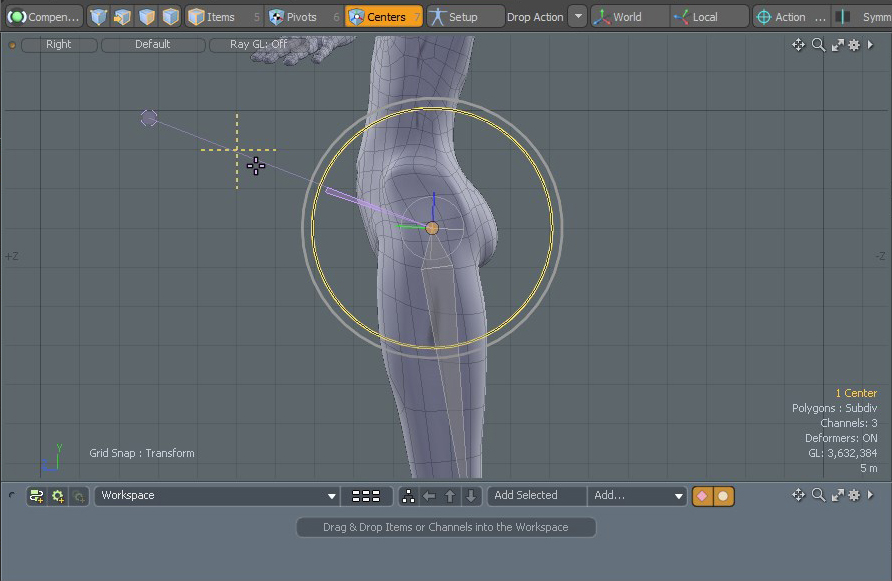 Compen... Items 5 Pivots 6 Centers 7 Setup Drop Action World Local Action ... Symm
Right Default Ray GL: Off
+Z -Z
1 Center
Polygons : Subdiv
Channels: 3
Deformers: ON
GL: 3,632,384
5 m
Y
Grid Snap : Transform
Workspace Add Selected Add...
Drag & Drop Items or Channels into the Workspace